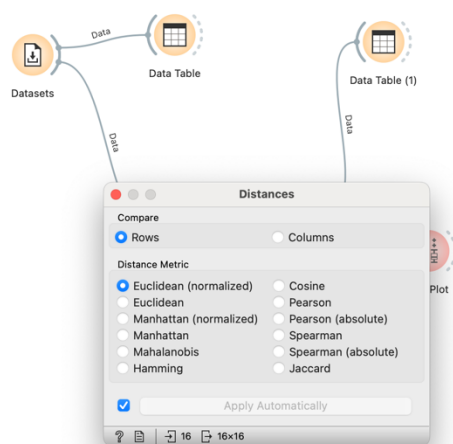 Data
Data Table
Datasets
Data Table (1)
Data
Data
Distances
Compare
Rows
Columns
Distance Metric
Euclidean (normalized)
Cosine
Euclidean
Pearson
Manhattan (normalized)
Pearson (absolute)
Manhattan
Spearman
Mahalanobis
Spearman (absolute)
Hamming
Jaccard
Plot
Apply Automatically
? 16 16×16